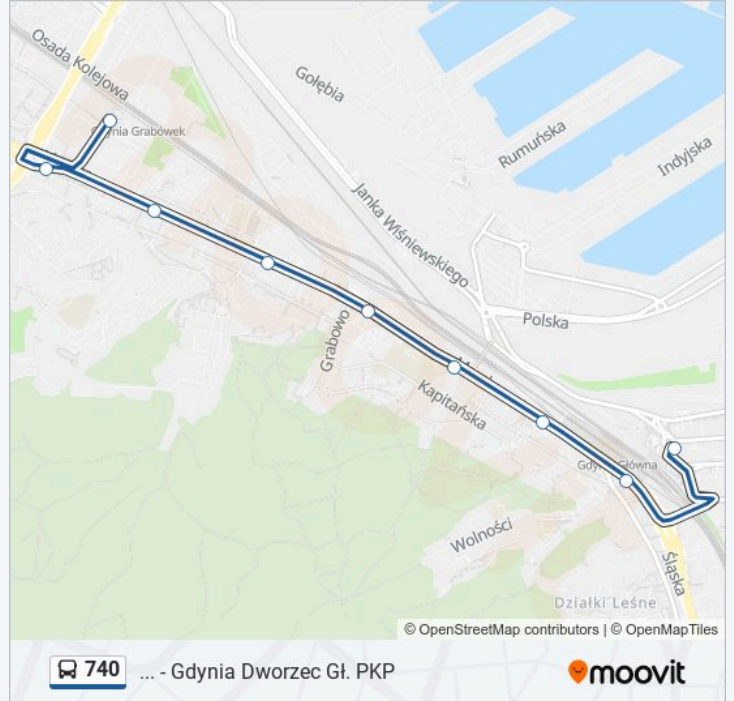 Osada Kolejowa
Gołębia
Gdynia Grabówek
Rumuńska
Indyjska
Janka Wiśniewskiego
Polska
Grabowo
Kapitańska
Gdynia Główna
Wolności
Śląska
Działki Leśne
© OpenStreetMap contributors | © OpenMapTiles
740 ... - Gdynia Dworzec Gł. PKP
moovit